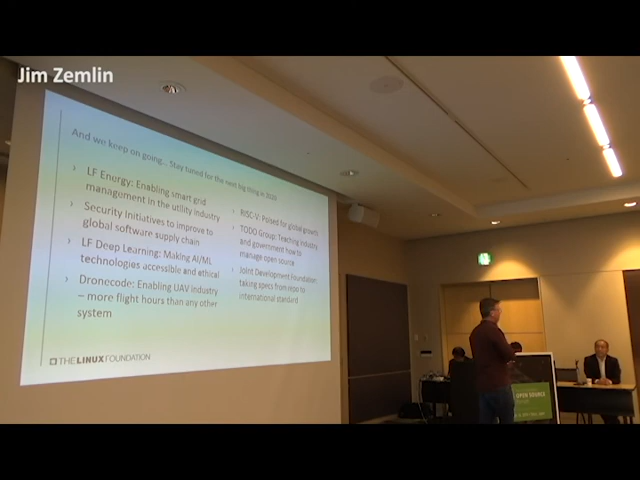 Jim Zemlin
And we keep on going.. Stay tuned for the next big thing in 2020
› LF Energy: Enabling smart grid
management in the utility industry
› Security Initiatives to improve to
global software supply chain
› LF Deep Learning: Making AI/ML
technologies accessible and ethical
› Dronecode: Enabling UAV industry
– more flight hours than any other
system
› RISC-V: Poised for global growth
› TODO Group: Teaching industry
and government how to
manage open source
› Joint Development Foundation:
taking specs from repo to
international standard
THE LINUX FOUNDATION
OPEN SOURCE